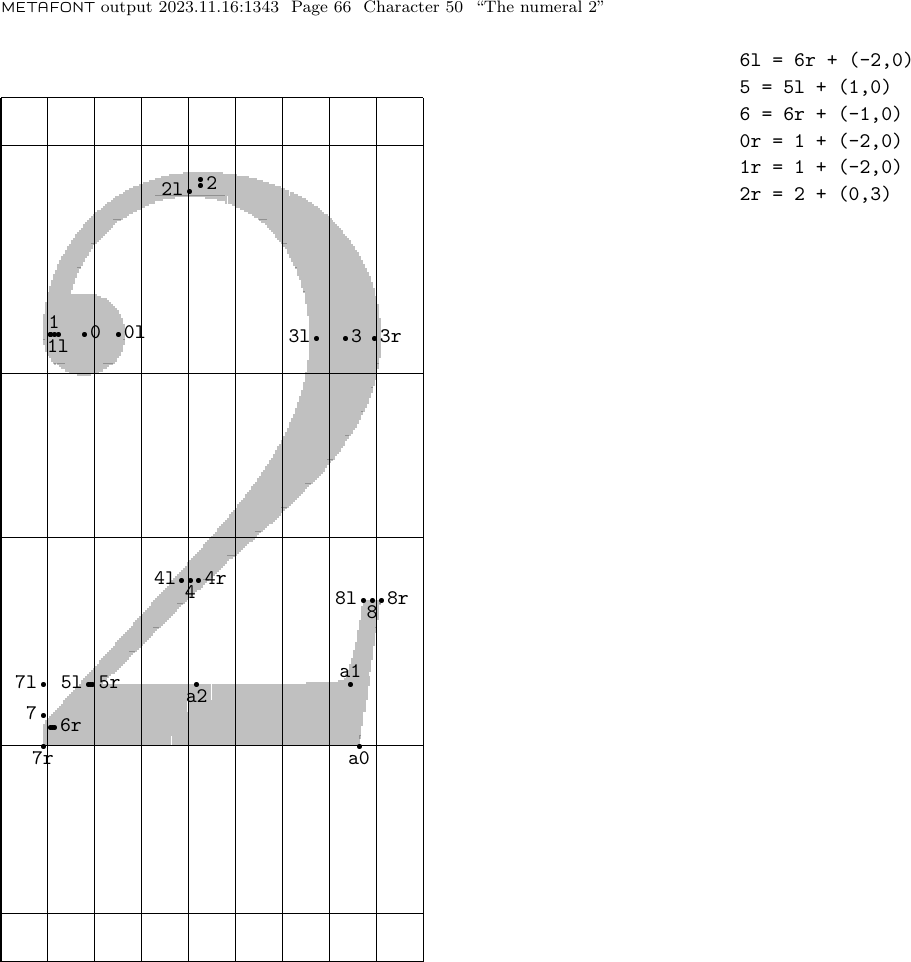 METAFONT output 2023.11.16:1343 Page 66 Character 50 “The numeral 2”
6l = 6r + (-2,0)
5 = 5l + (1,0)
6 = 6r + (-1,0)
0r = 1 + (-2,0)
1r = 1 + (-2,0)
2r = 2 + (0,3)
2l 2
1 0 0l 3l 3 3r
1l
4l 4r
4
8l 8r
8
a1
7l 5l 5r
a2
7
6r
7r a0